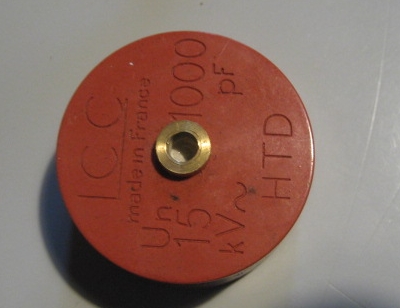 LCC
made in France
Un 1000
15 pF
kV~ HTD